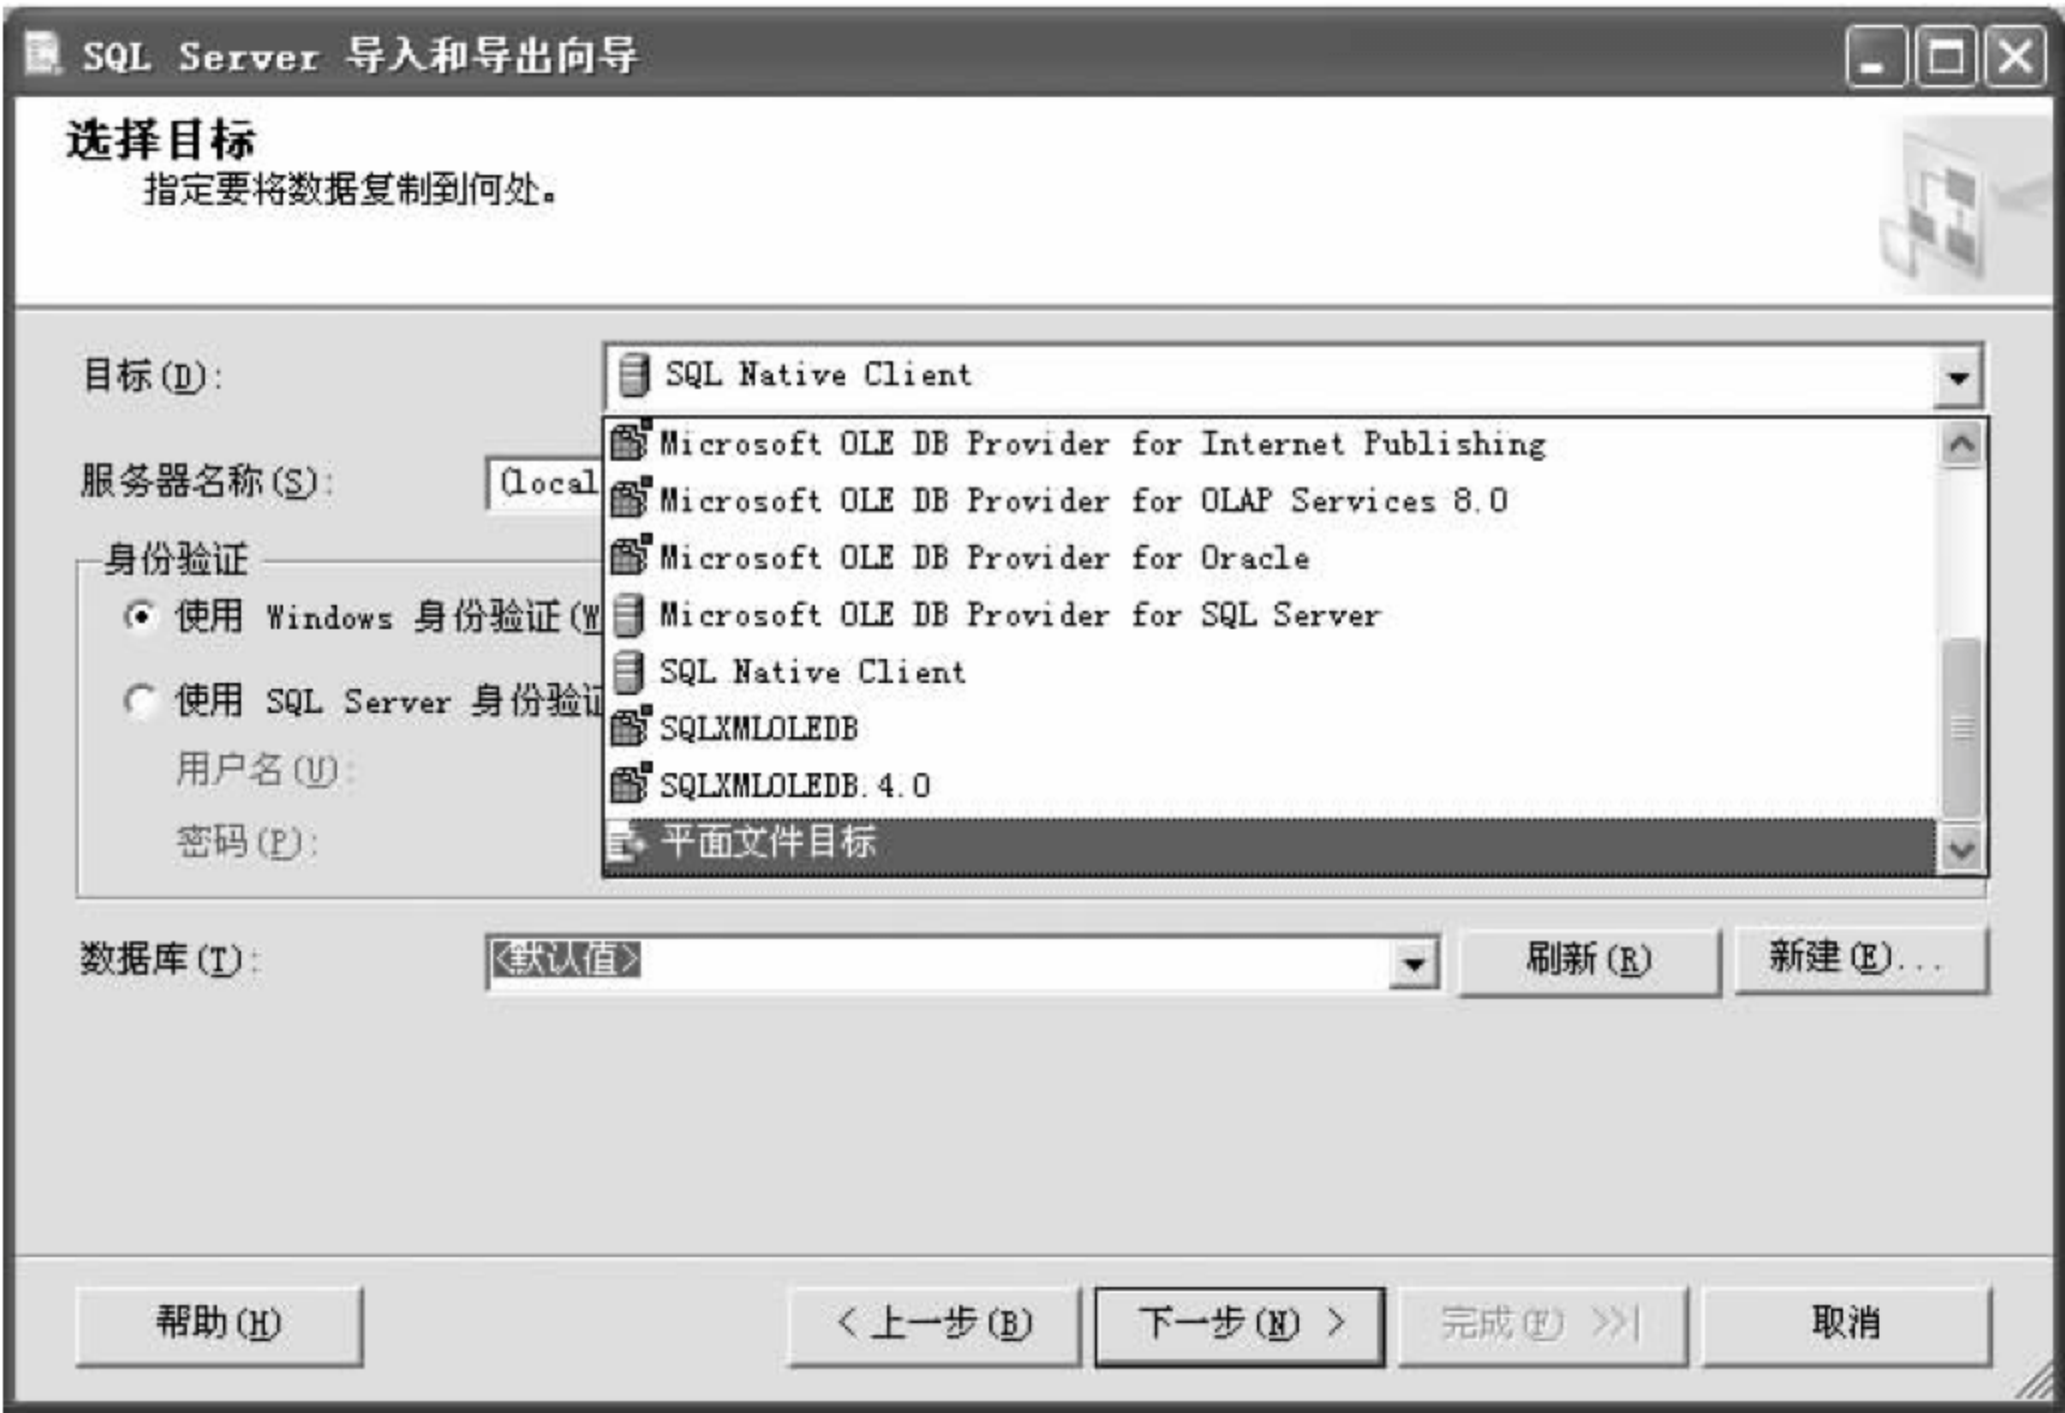 SQL Server 导入和导出向导
选择目标
指定要将数据复制到何处。
目标(D):
SQL Native Client
Microsoft OLE DB Provider for Internet Publishing
服务器名称(S):
(local
Microsoft OLE DB Provider for OLAP Services 8.0
身份验证
Microsoft OLE DB Provider for Oracle
使用 Windows 身份验证(W
Microsoft OLE DB Provider for SQL Server
SQL Native Client
使用 SQL Server 身份验证
SQLXMLOLEDB
用户名(U):
SQLXMLOLEDB.4.0
密码(P):
平面文件目标
数据库(T):
<默认值>
刷新(R)
新建(E)...
帮助(H)
< 上一步(B)
下一步(N) >
完成(F) >>|
取消